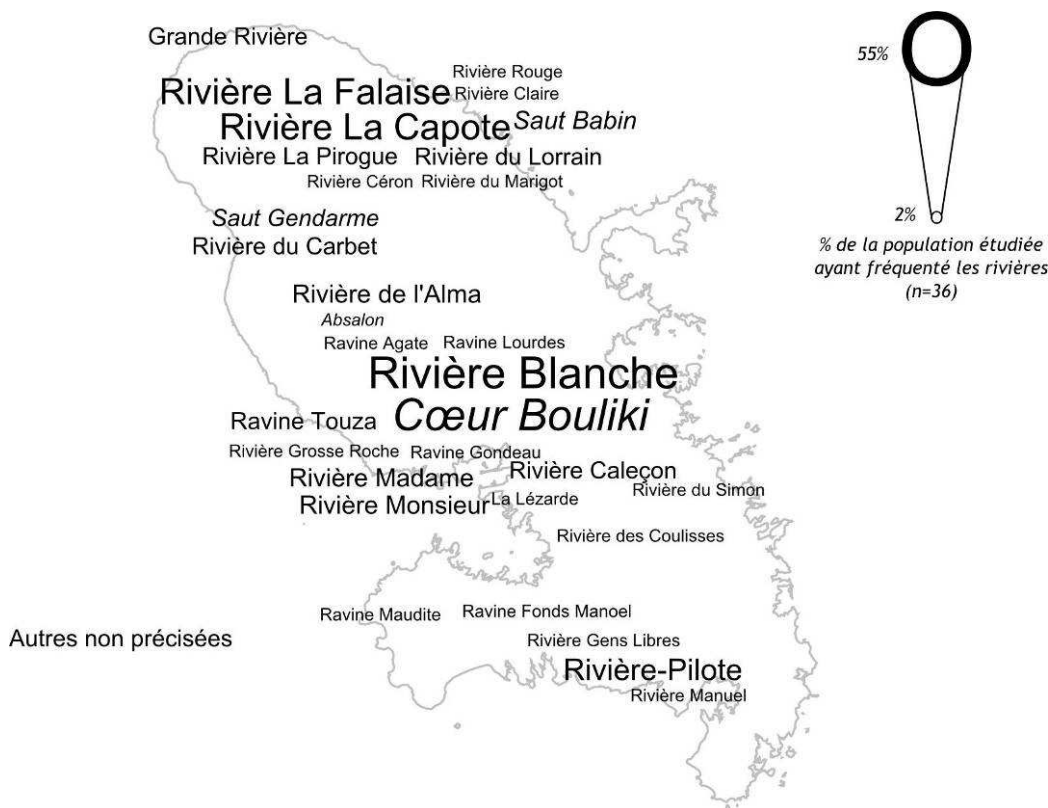 Grande Rivière
55%
Rivière Rouge
Rivière La Falaise
Rivière Claire
Rivière La Capote
Saut Babin
Rivière La Pirogue
Rivière du Lorrain
Rivière Céron
Rivière du Marigot
Saut Gendarme
2%
Rivière du Carbet
% de la population étudiée
ayant fréquenté les rivières
(n=36)
Rivière de l'Alma
Absalon
Ravine Agate
Ravine Lourdes
Rivière Blanche
Cœur Bouliki
Ravine Touza
Rivière Grosse Roche
Ravine Gondeau
Rivière Madame
Rivière Caleçon
Rivière du Simon
Rivière Monsieur
La Lézarde
Rivière des Coulisses
Ravine Maudite
Ravine Fonds Manoel
Autres non précisées
Rivière Gens Libres
Rivière-Pilote
Rivière Manuel